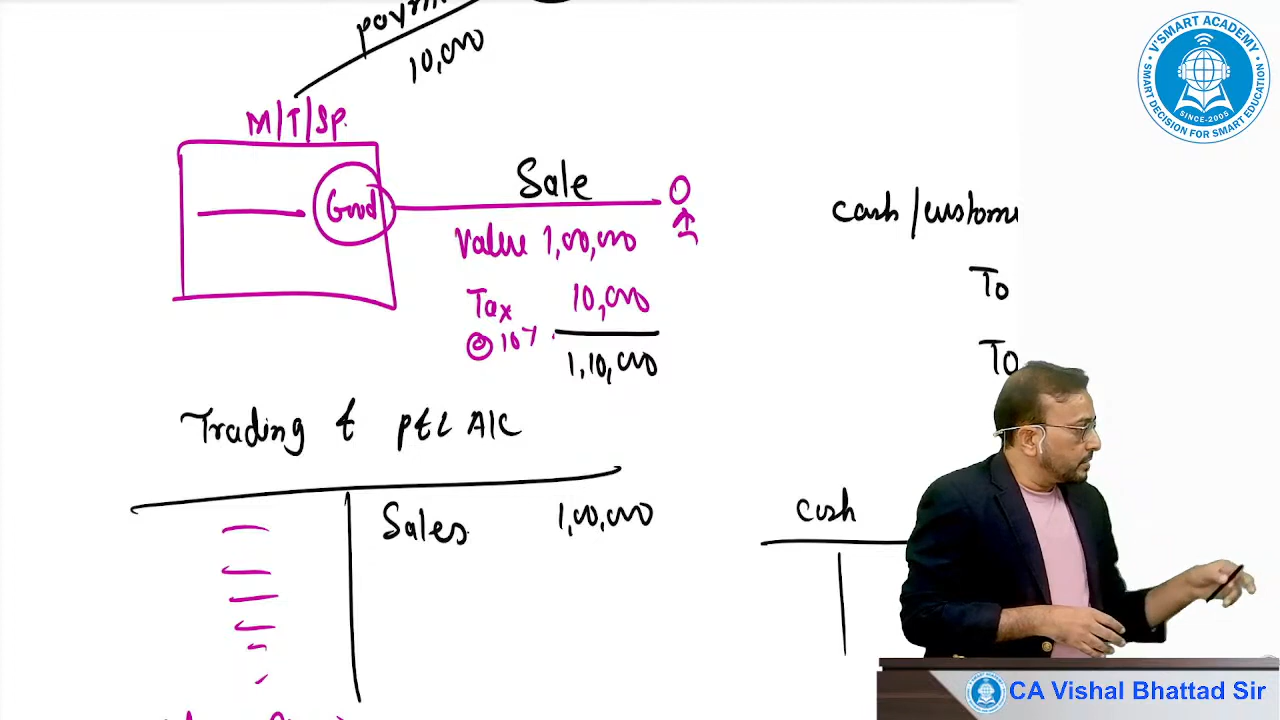 paym
10,000
M/T/SP.
Good
Sale
Value 1,00,000
Tax 10,000
@ 10%
1,10,000
cash/custome
To
To
Trading & P&L A/C
Sales 1,00,000
cash
V'SMART ACADEMY
SINCE-2005
SMART DECISION FOR SMART EDUCATION
CA Vishal Bhattad Sir